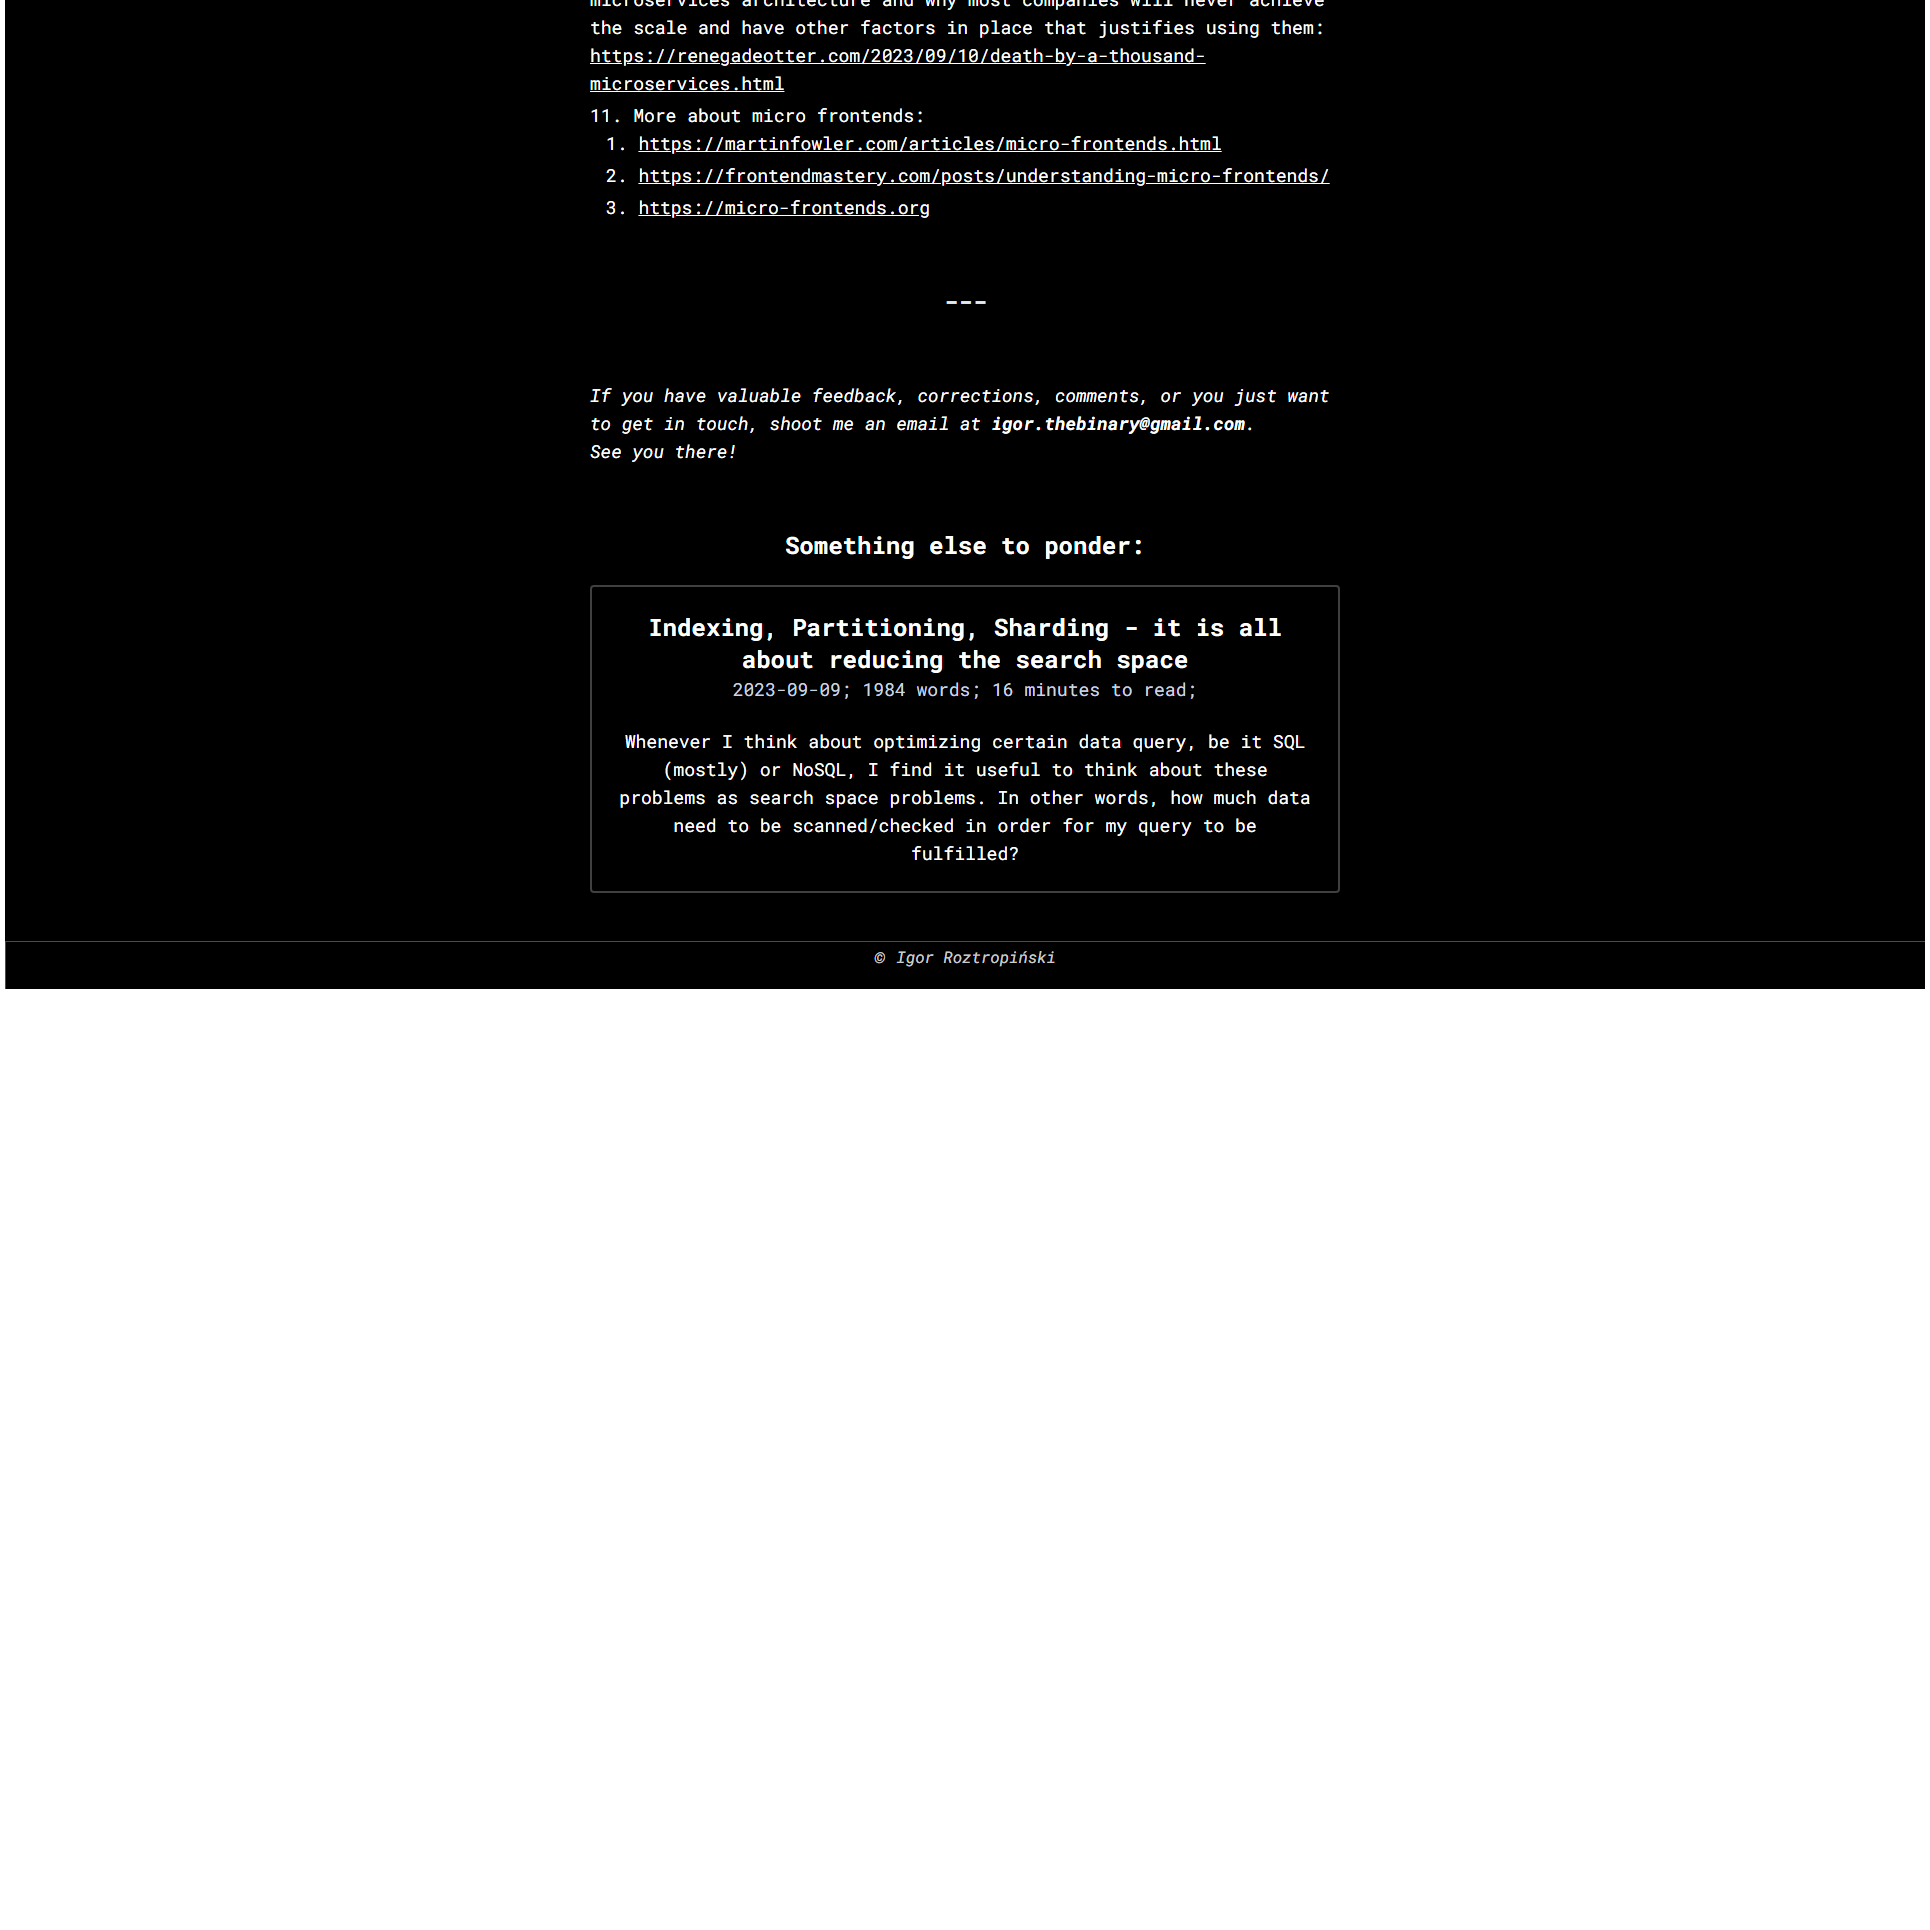 microservices architecture and why most companies will never achieve
the scale and have other factors in place that justifies using them:
https://renegadeotter.com/2023/09/10/death-by-a-thousand-
microservices.html
11. More about micro frontends:
1. https://martinfowler.com/articles/micro-frontends.html
2. https://frontendmastery.com/posts/understanding-micro-frontends/
3. https://micro-frontends.org
---
If you have valuable feedback, corrections, comments, or you just want
to get in touch, shoot me an email at igor.thebinary@gmail.com.
See you there!
Something else to ponder:
Indexing, Partitioning, Sharding - it is all
about reducing the search space
2023-09-09; 1984 words; 16 minutes to read;
Whenever I think about optimizing certain data query, be it SQL
(mostly) or NoSQL, I find it useful to think about these
problems as search space problems. In other words, how much data
need to be scanned/checked in order for my query to be
fulfilled?
© Igor Roztropiński